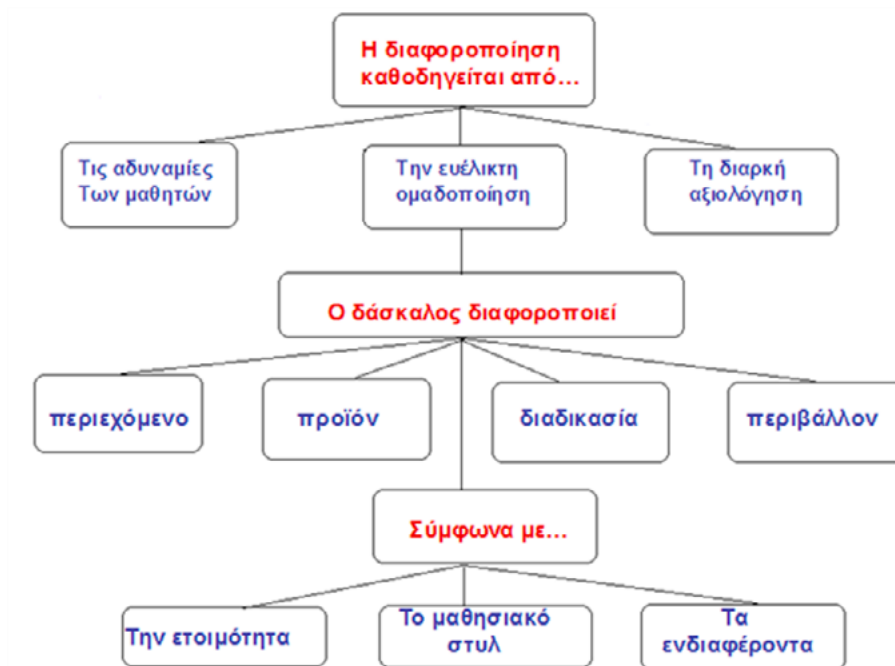 Η διαφοροποίηση
καθοδηγείται από…
Τις αδυναμίες
Των μαθητών
Την ευέλικτη
ομαδοποίηση
Τη διαρκή
αξιολόγηση
Ο δάσκαλος διαφοροποιεί
περιεχόμενο
προϊόν
διαδικασία
περιβάλλον
Σύμφωνα με…
Την ετοιμότητα
Το μαθησιακό
στυλ
Τα
ενδιαφέροντα